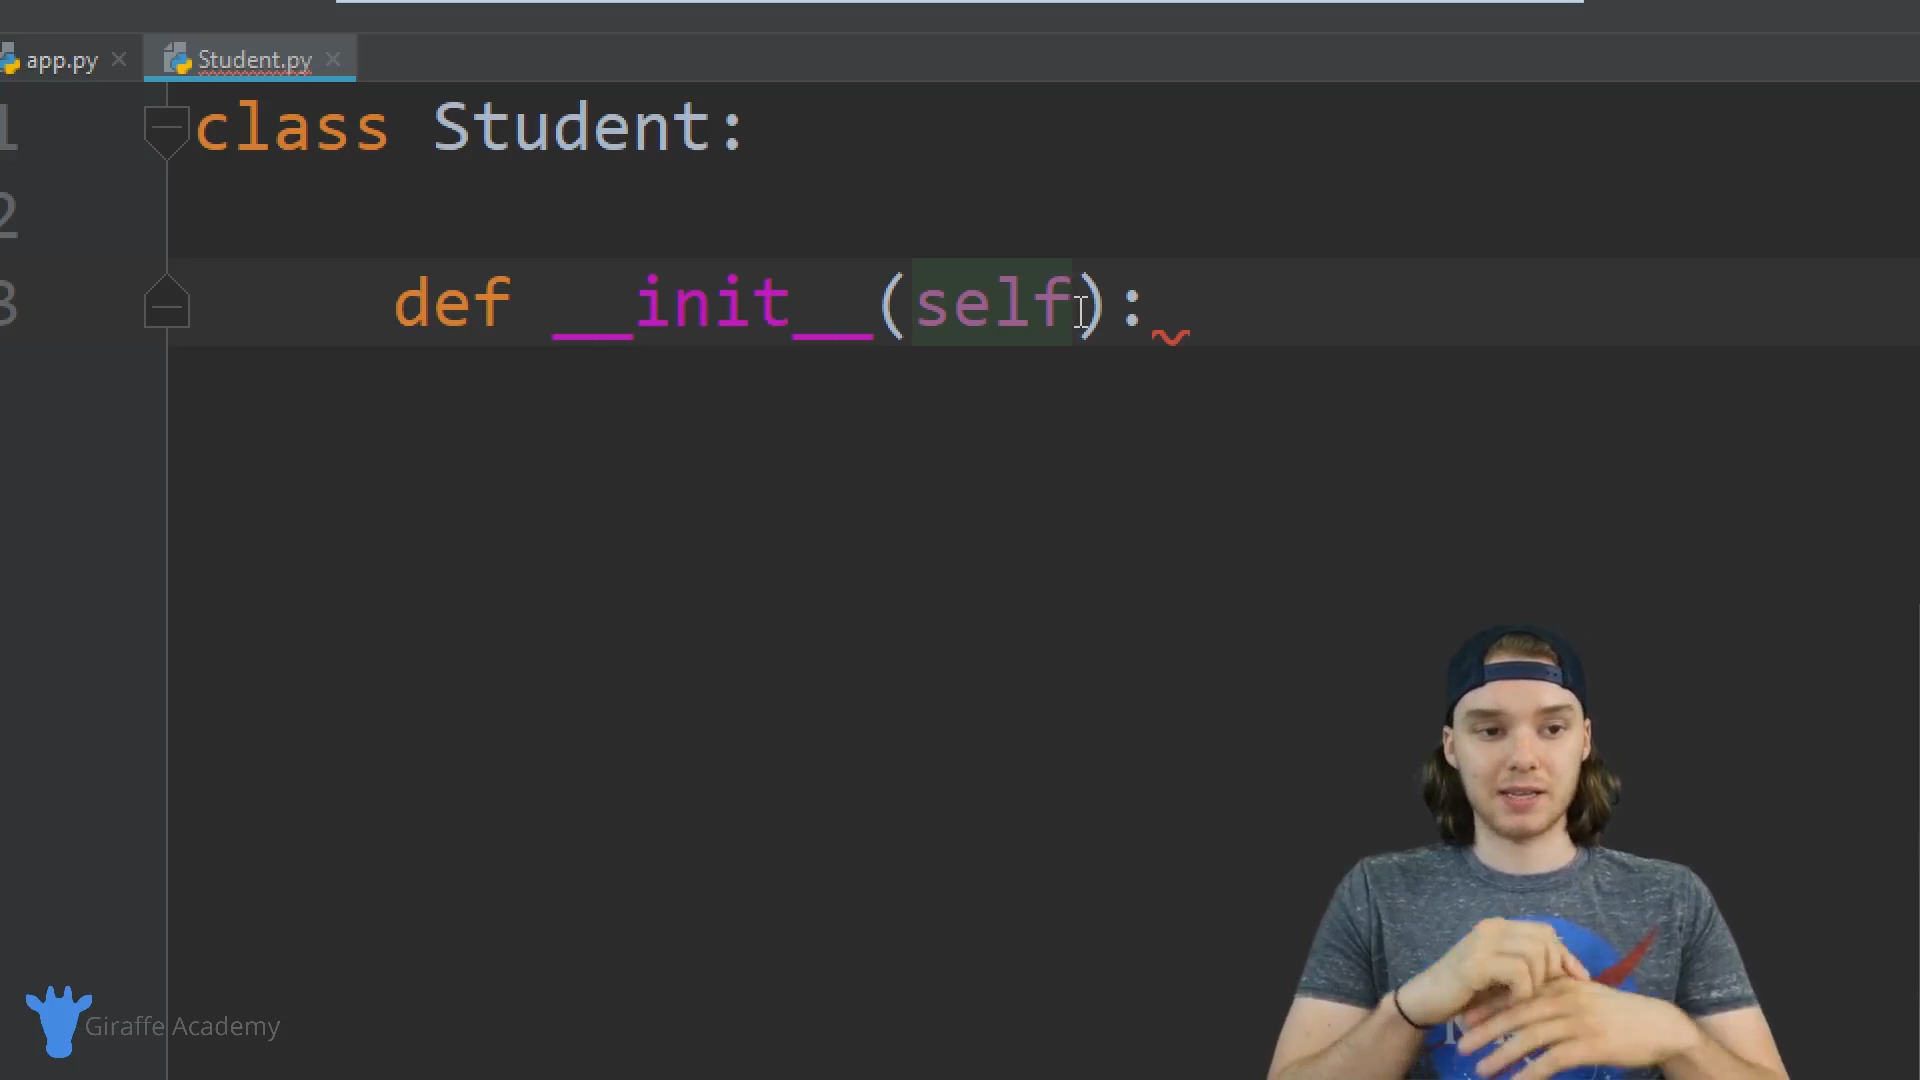 app.py
Student.py
1 class Student:
2
3 def __init__(self):
Giraffe Academy